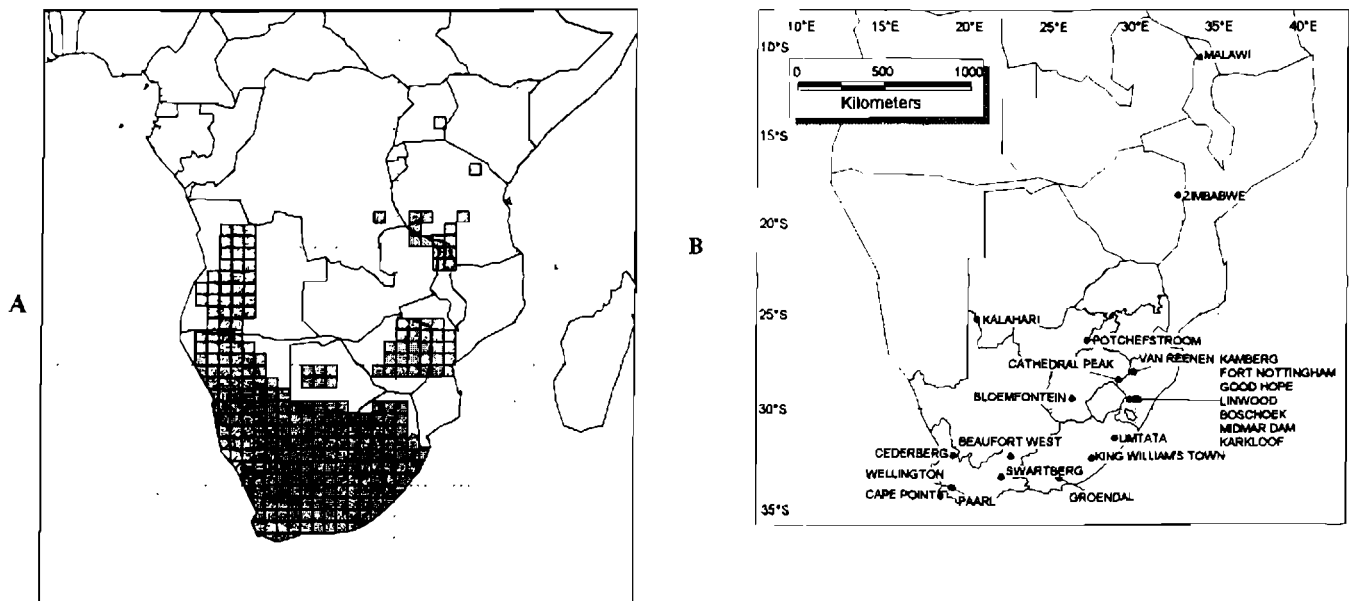 A
B
10°E 15°E 20°E 25°E 30°E 35°E 40°E
10°S
15°S
20°S
25°S
30°S
35°S
0 500 1000
Kilometers
MALAWI
ZIMBABWE
KALAHARI
POTCHEFSTROOM
CATHEDRAL PEAK
VAN REENEN
KAMBERG
FORT NOTTINGHAM
GOOD HOPE
LINWOOD
BOSCHOEK
MIDMAR DAM
KARKLOOF
BLOEMFONTEIN
UMTATA
BEAUFORT WEST
CEDERBERG
KING WILLIAM'S TOWN
WELLINGTON
SWARTBERG
CAPE POINT
PAARL
GROENDAL